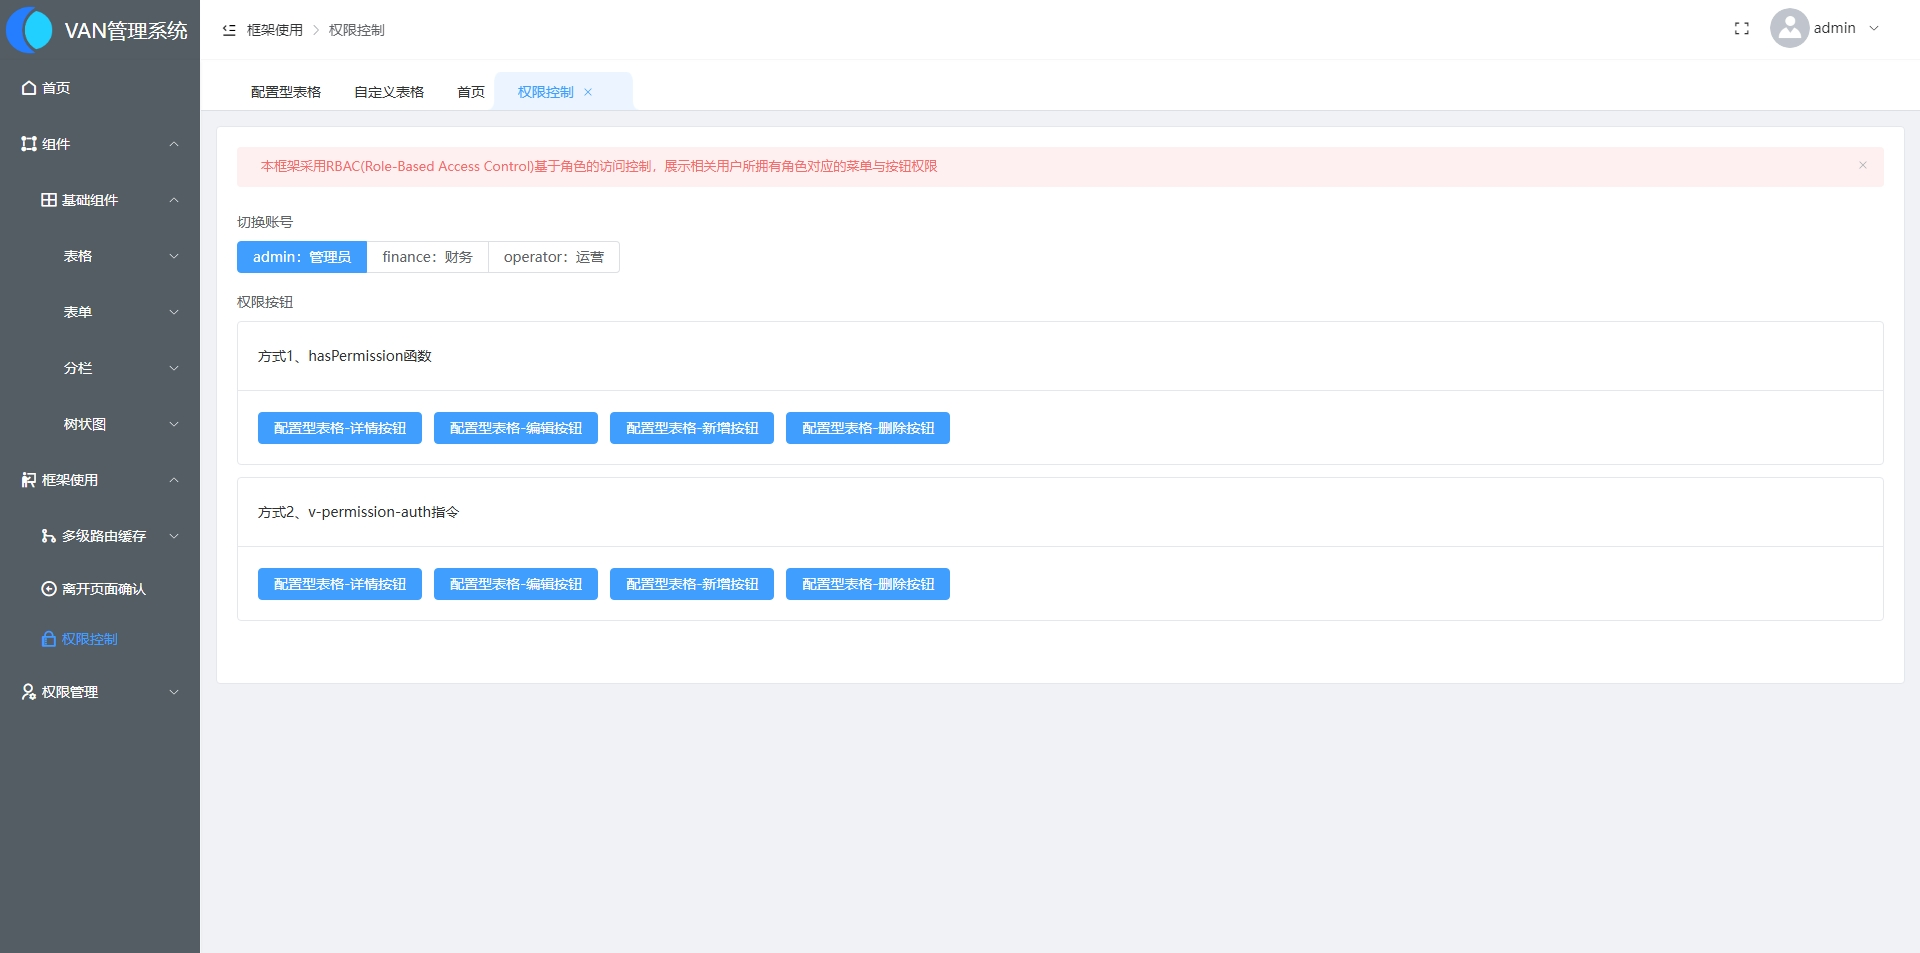 VAN管理系统
首页
组件
基础组件
表格
表单
分栏
树状图
框架使用
多级路由缓存
离开页面确认
权限控制
权限管理
框架使用 权限控制
admin
配置型表格 自定义表格 首页 权限控制
本框架采用RBAC(Role-Based Access Control)基于角色的访问控制，展示相关用户所拥有角色对应的菜单与按钮权限
切换账号
admin：管理员 finance：财务 operator：运营
权限按钮
方式1、hasPermission函数
配置型表格-详情按钮 配置型表格-编辑按钮 配置型表格-新增按钮 配置型表格-删除按钮
方式2、v-permission-auth指令
配置型表格-详情按钮 配置型表格-编辑按钮 配置型表格-新增按钮 配置型表格-删除按钮